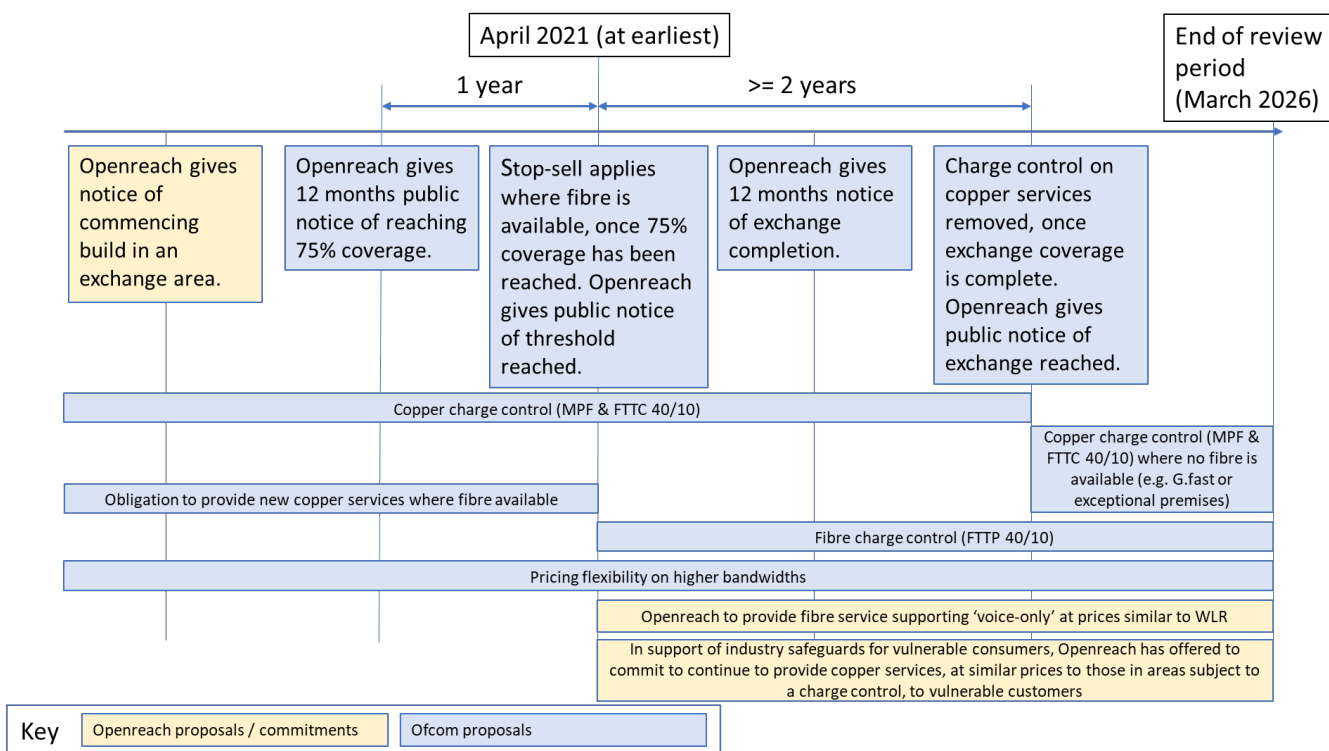 April 2021 (at earliest)
End of review
period
(March 2026)
1 year
>= 2 years
Openreach gives
notice of
commencing
build in an
exchange area.
Openreach gives
12 months public
notice of reaching
75% coverage.
Stop-sell applies
where fibre is
available, once 75%
coverage has been
reached. Openreach
gives public notice
of threshold
reached.
Openreach gives
12 months notice
of exchange
completion.
Charge control on
copper services
removed, once
exchange coverage
is complete.
Openreach gives
public notice of
exchange reached.
Copper charge control (MPF & FTTC 40/10)
Copper charge control (MPF &
FTTC 40/10) where no fibre is
available (e.g. G.fast or
exceptional premises)
Obligation to provide new copper services where fibre available
Fibre charge control (FTTP 40/10)
Pricing flexibility on higher bandwidths
Openreach to provide fibre service supporting ‘voice-only’ at prices similar to WLR
In support of industry safeguards for vulnerable consumers, Openreach has offered to
commit to continue to provide copper services, at similar prices to those in areas subject to
a charge control, to vulnerable customers
Key
Openreach proposals / commitments
Ofcom proposals